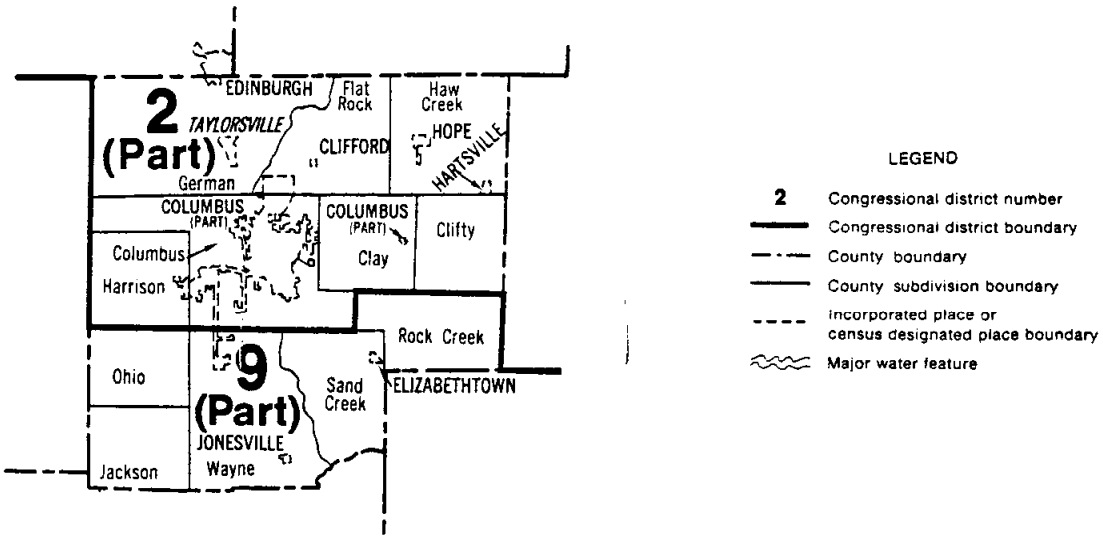 EDINBURGH
Flat
Rock
Haw
Creek
2
(Part)
TAYLORSVILLE
CLIFFORD
HOPE
HARTSVILLE
German
COLUMBUS
(PART)
COLUMBUS
(PART)
Clifty
Columbus
Clay
Harrison
Rock Creek
Ohio
9
(Part)
Sand
Creek
ELIZABETHTOWN
JONESVILLE
Wayne
Jackson
LEGEND
2 Congressional district number
Congressional district boundary
County boundary
County subdivision boundary
Incorporated place or
census designated place boundary
Major water feature